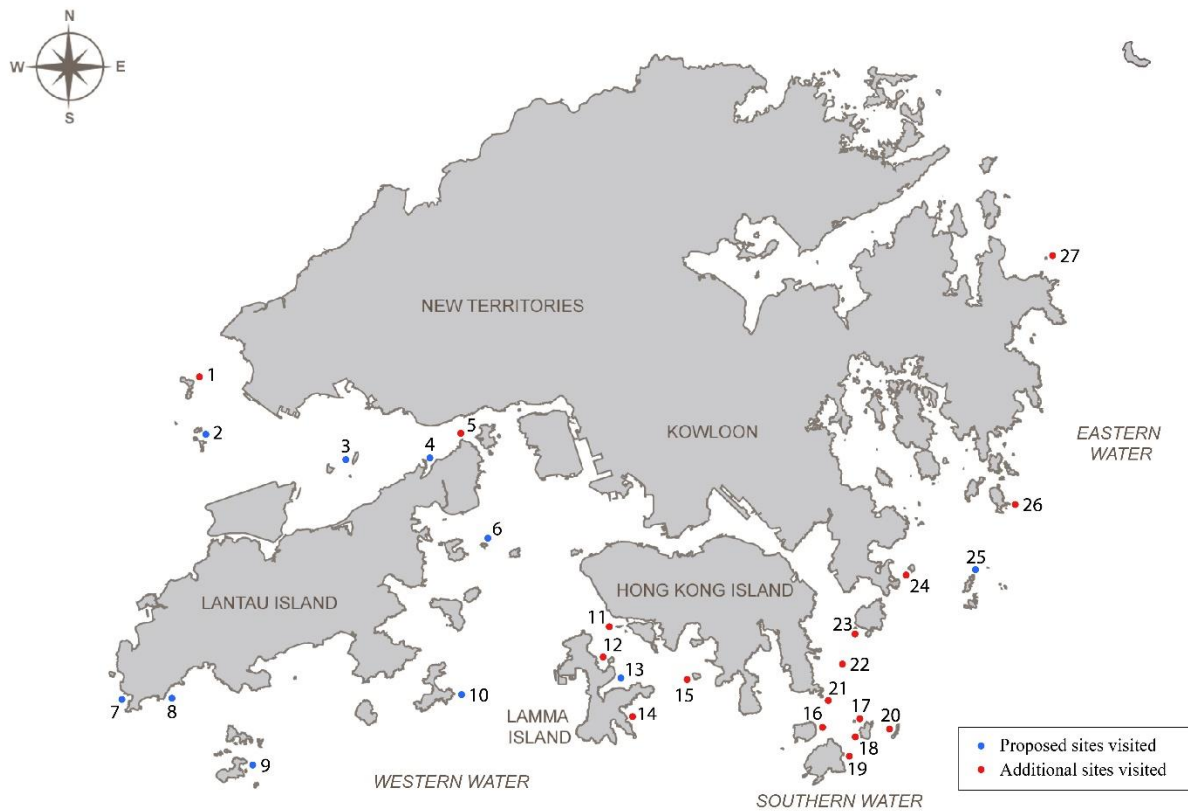 N
W E
S
NEW TERRITORIES
27
1
2
3
4
5
KOWLOON
EASTERN
WATER
26
6
25
24
HONG KONG ISLAND
LANTAU ISLAND
11
23
12
13
22
7
8
10
15
21
14
LAMMA
ISLAND
16
17
20
18
19
9
WESTERN WATER
SOUTHERN WATER
Proposed sites visited
Additional sites visited